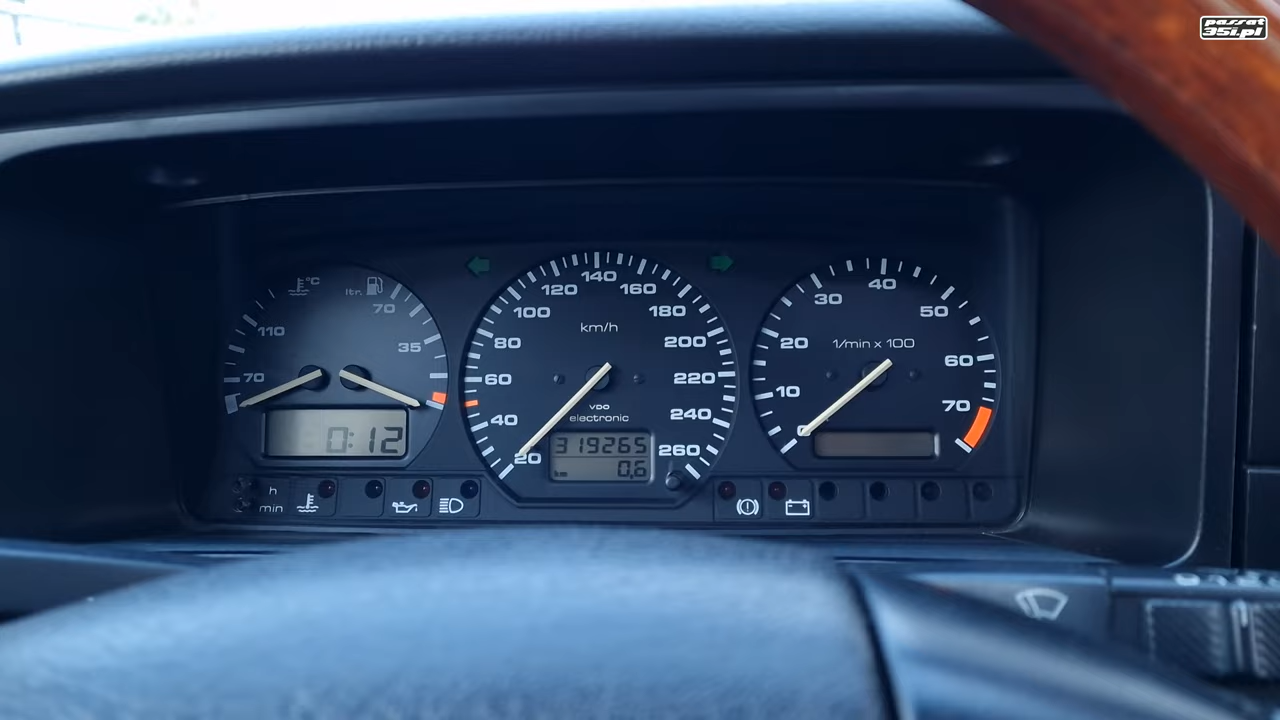 passat
35i.pl
°C
ltr.
110
70
70
35
0:12
h
min
km/h
20
40
60
80
100
120
140
160
180
200
220
240
260
VDO
electronic
319265
km
0,6
1/min x 100
0
10
20
30
40
50
60
70